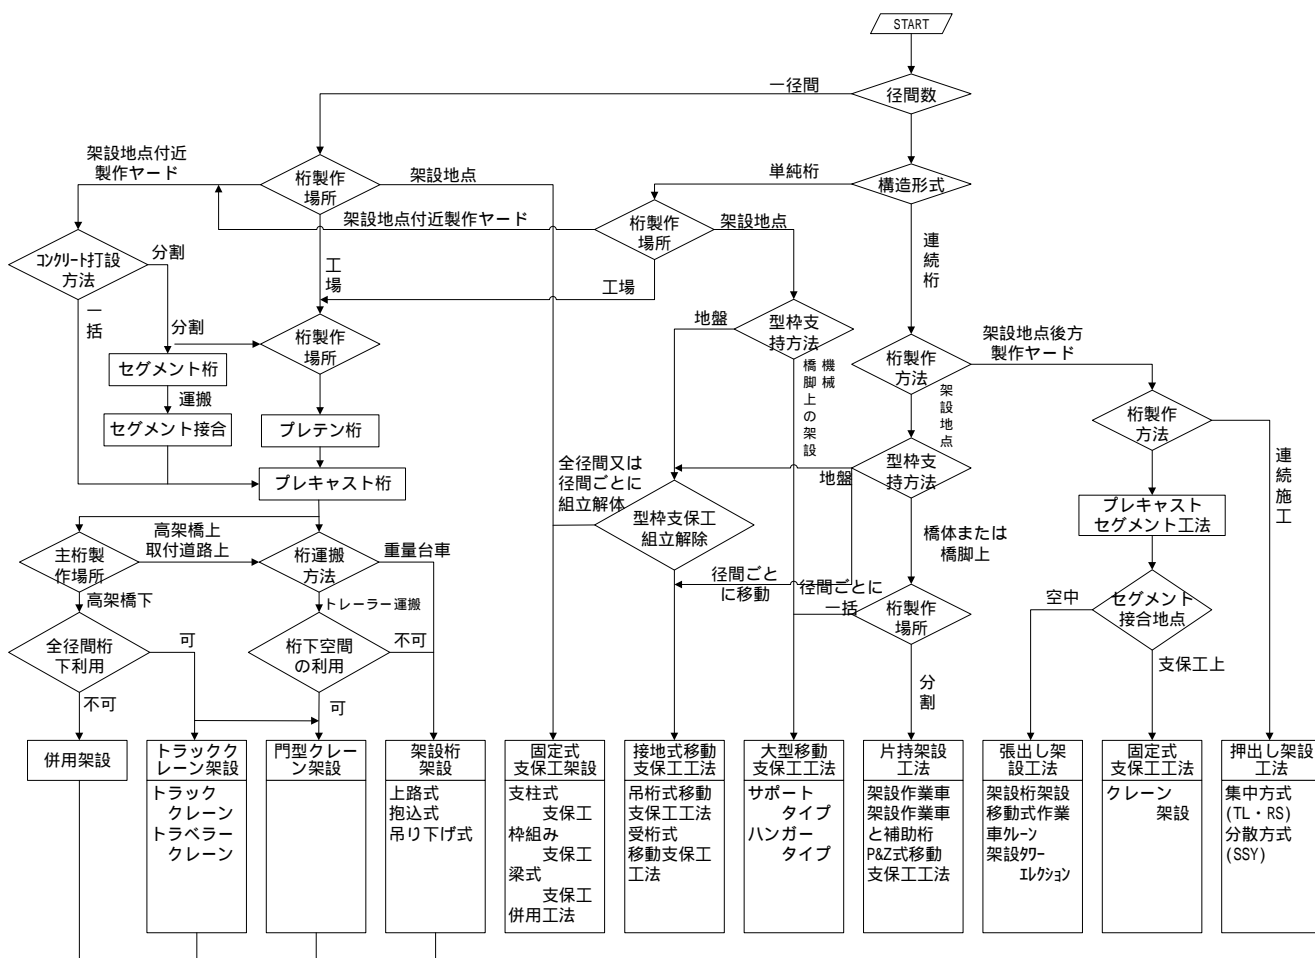 START
径間数
一径間
架設地点付近
製作ヤード
桁製作
場所
架設地点
単純桁
構造形式
架設地点付近製作ヤード
桁製作
場所
架設地点
連続桁
コンクリート打設
方法
分割
工場
工場
一括
分割
桁製作
場所
地盤
型枠支
持方法
架設地点後方
製作ヤード
桁製作
方法
セグメント桁
運搬
セグメント接合
プレテン桁
機械
橋脚上の架設
架設地点
桁製作
方法
プレキャスト桁
全径間又は
径間ごとに
組立解体
地盤
型枠支
持方法
連続施工
型枠支保工
組立解除
プレキャスト
セグメント工法
高架橋上
取付道路上
主桁製
作場所
桁運搬
方法
重量台車
橋体または
橋脚上
高架橋下
トレーラー運搬
径間ごと
に移動
径間ごとに
一括
桁製作
場所
空中
セグメント
接合地点
全径間桁
下利用
可
桁下空間
の利用
不可
支保工上
不可
可
分割
併用架設
トラックク
レーン架設
トラック
クレーン
トラベラー
クレーン
門型クレー
ン架設
架設桁
架設
上路式
抱込式
吊り下げ式
固定式
支保工架設
支柱式
支保工
枠組み
支保工
梁式
支保工
併用工法
接地式移動
支保工工法
吊桁式移動
支保工工法
受桁式
移動支保工
工法
大型移動
支保工工法
サポート
タイプ
ハンガー
タイプ
片持架設
工法
架設作業車
架設作業車
と補助桁
P&Z式移動
支保工工法
張出し架
設工法
架設桁架設
移動式作業
車クレーン
架設タワー
エレクション
固定式
支保工工法
クレーン
架設
押出し架設
工法
集中方式
(TL・RS)
分散方式
(SSY)